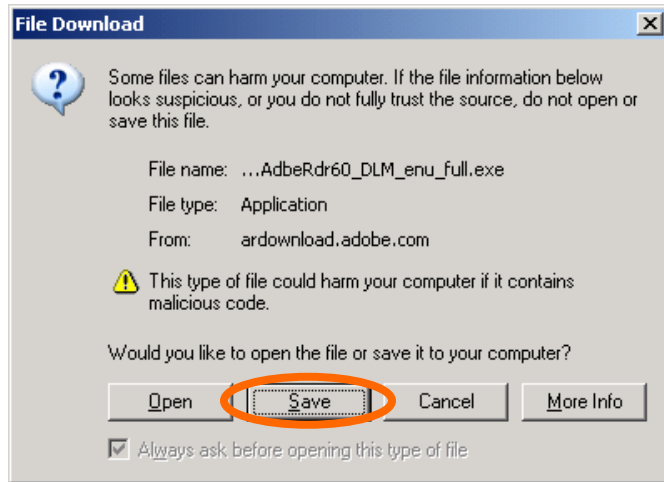 File Download
Some files can harm your computer. If the file information below
looks suspicious, or you do not fully trust the source, do not open or
save this file.
File name: ...AdbeRdr60_DLM_enu_full.exe
File type: Application
From: ardownload.adobe.com
This type of file could harm your computer if it contains
malicious code.
Would you like to open the file or save it to your computer?
Open Save Cancel More Info
Always ask before opening this type of file